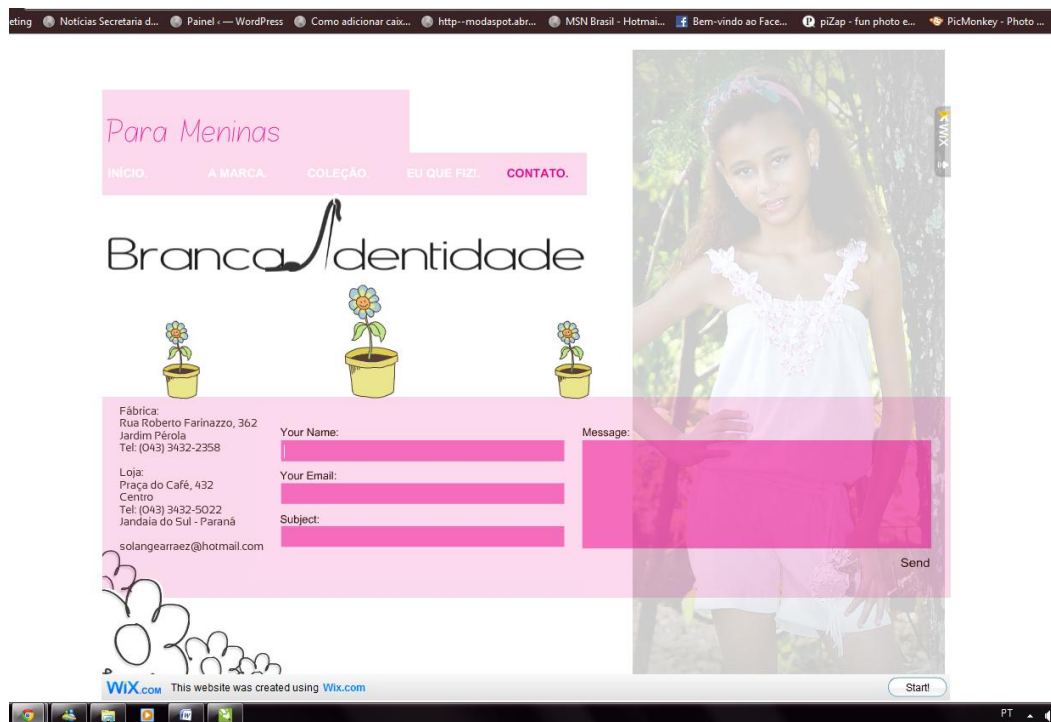 eting Notícias Secretaria d... Painel ‹ — WordPress Como adicionar caix... http--modaspot.abr... MSN Brasil - Hotmai... Bem-vindo ao Face... piZap - fun photo e... PicMonkey - Photo ...
Para Meninas
INÍCIO. A MARCA. COLEÇÃO. EU QUE FIZ!. CONTATO.
WiX
Branca Identidade
Fábrica:
Rua Roberto Farinazzo, 362
Jardim Pérola
Tel: (043) 3432-2358
Loja:
Praça do Café, 432
Centro
Tel: (043) 3432-5022
Jandaia do Sul - Paraná
solangearraez@hotmail.com
Your Name:
Your Email:
Subject:
Message:
Send
WiX.COM This website was created using Wix.com
Start!
PT